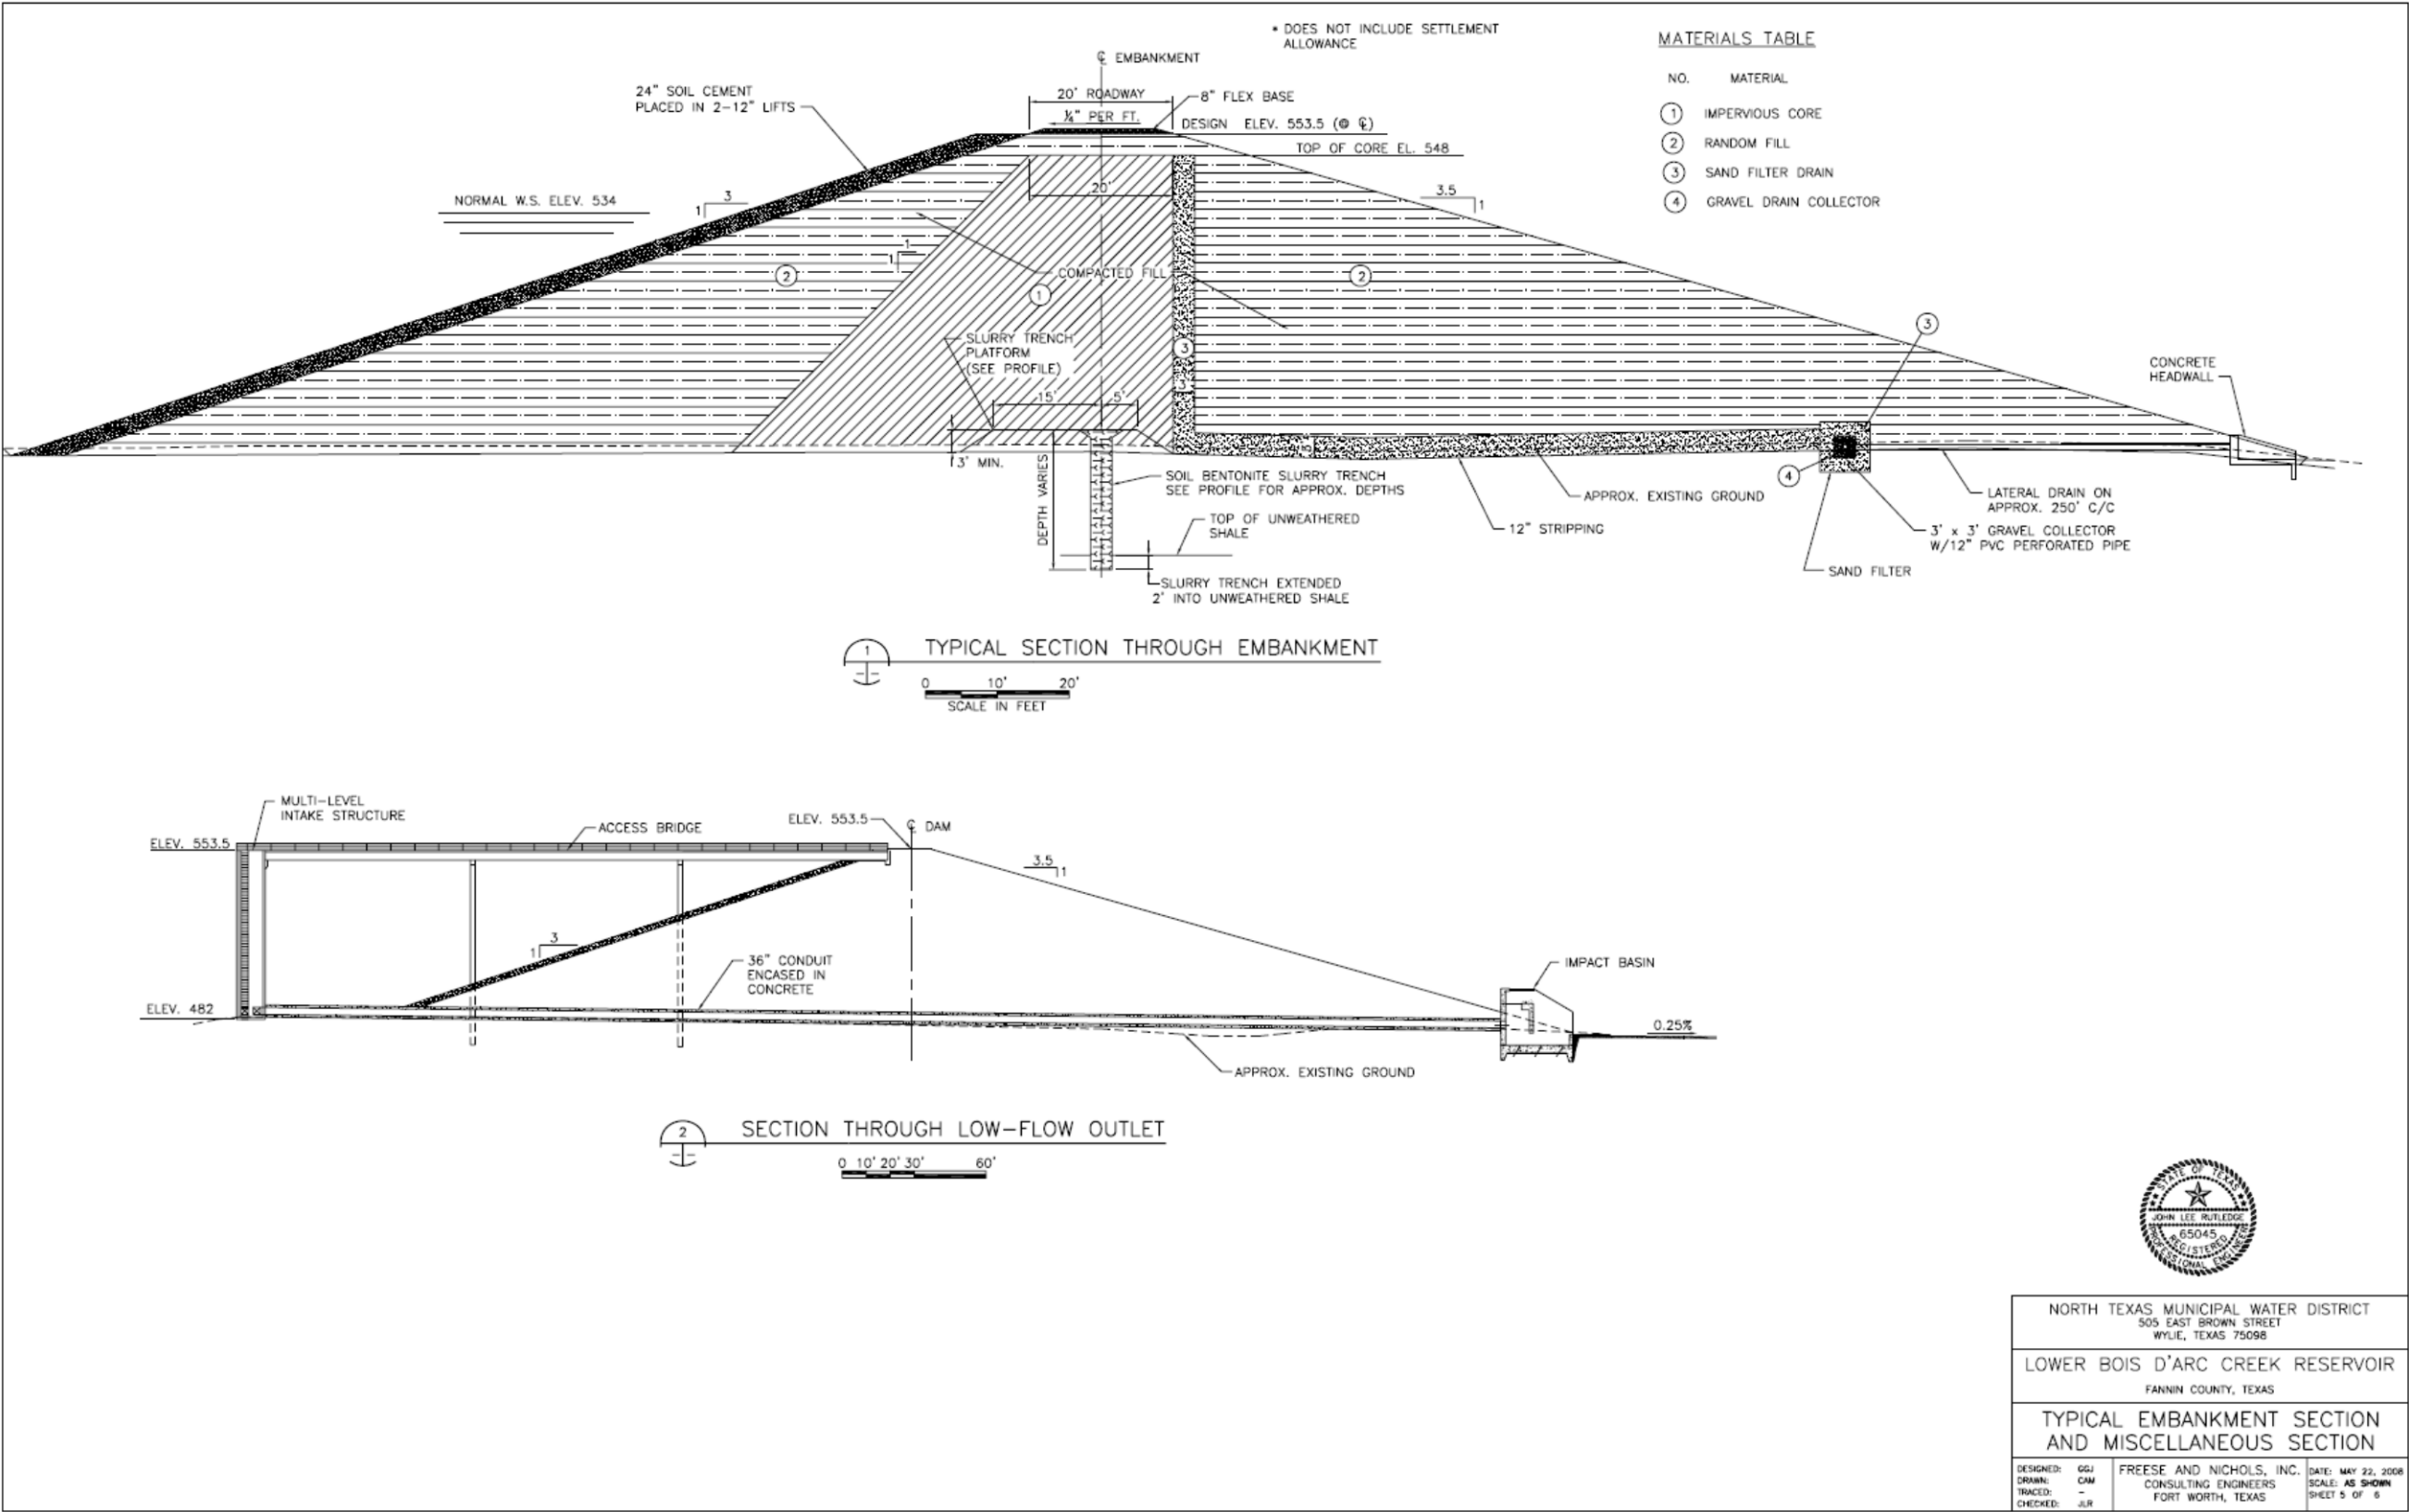 * DOES NOT INCLUDE SETTLEMENT
ALLOWANCE
℄ EMBANKMENT
24" SOIL CEMENT
PLACED IN 2-12" LIFTS
20' ROADWAY
8" FLEX BASE
¼" PER FT.
DESIGN ELEV. 553.5 (@ ℄)
TOP OF CORE EL. 548
20'
NORMAL W.S. ELEV. 534
3
1
3.5
1
1
1
2
COMPACTED FILL
1
2
SLURRY TRENCH
PLATFORM
(SEE PROFILE)
3
3'
3
15'
5'
CONCRETE
HEADWALL
3' MIN.
DEPTH VARIES
3'
SOIL BENTONITE SLURRY TRENCH
SEE PROFILE FOR APPROX. DEPTHS
TOP OF UNWEATHERED
SHALE
SLURRY TRENCH EXTENDED
2' INTO UNWEATHERED SHALE
12" STRIPPING
APPROX. EXISTING GROUND
4
LATERAL DRAIN ON
APPROX. 250' C/C
3' x 3' GRAVEL COLLECTOR
W/12" PVC PERFORATED PIPE
SAND FILTER
MATERIALS TABLE
NO. MATERIAL
1 IMPERVIOUS CORE
2 RANDOM FILL
3 SAND FILTER DRAIN
4 GRAVEL DRAIN COLLECTOR
1 TYPICAL SECTION THROUGH EMBANKMENT
0 10' 20'
SCALE IN FEET
MULTI-LEVEL
INTAKE STRUCTURE
ELEV. 553.5
ACCESS BRIDGE
ELEV. 553.5
℄ DAM
3.5
1
3
1
36" CONDUIT
ENCASED IN
CONCRETE
IMPACT BASIN
ELEV. 482
0.25%
APPROX. EXISTING GROUND
2 SECTION THROUGH LOW-FLOW OUTLET
0 10' 20' 30' 60'
STATE OF TEXAS
JOHN LEE RUTLEDGE
65045
REGISTERED
PROFESSIONAL ENGINEER
NORTH TEXAS MUNICIPAL WATER DISTRICT
505 EAST BROWN STREET
WYLIE, TEXAS 75098
LOWER BOIS D'ARC CREEK RESERVOIR
FANNIN COUNTY, TEXAS
TYPICAL EMBANKMENT SECTION
AND MISCELLANEOUS SECTION
DESIGNED: GGJ
DRAWN: CAM
TRACED: -
CHECKED: JLR
FREESE AND NICHOLS, INC.
CONSULTING ENGINEERS
FORT WORTH, TEXAS
DATE: MAY 22, 2008
SCALE: AS SHOWN
SHEET 5 OF 6